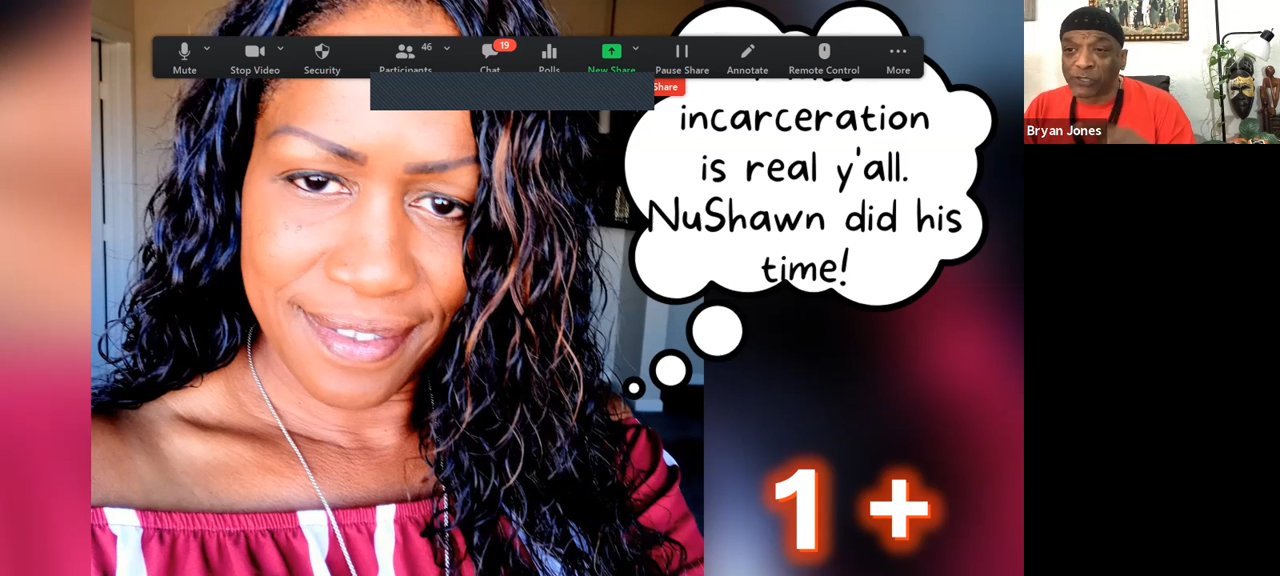 46
19
Mute
Stop Video
Security
Participants
Chat
Polls
New Share
Pause Share
Annotate
Remote Control
More
Share
incarceration
is real y'all.
NuShawn did his
time!
1 +
Bryan Jones